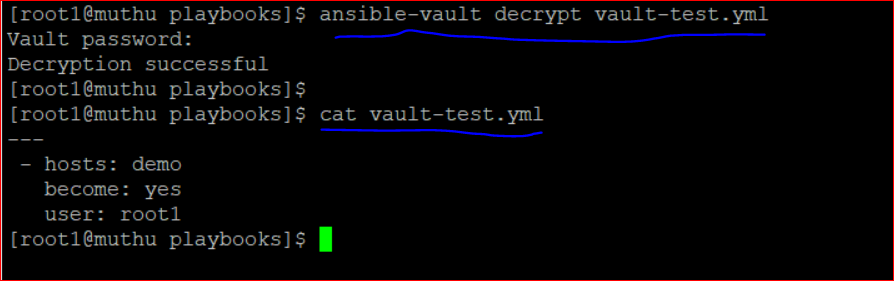 [root1@muthu playbooks]$ ansible-vault decrypt vault-test.yml
Vault password:
Decryption successful
[root1@muthu playbooks]$
[root1@muthu playbooks]$ cat vault-test.yml
---
 - hosts: demo
   become: yes
   user: root1
[root1@muthu playbooks]$